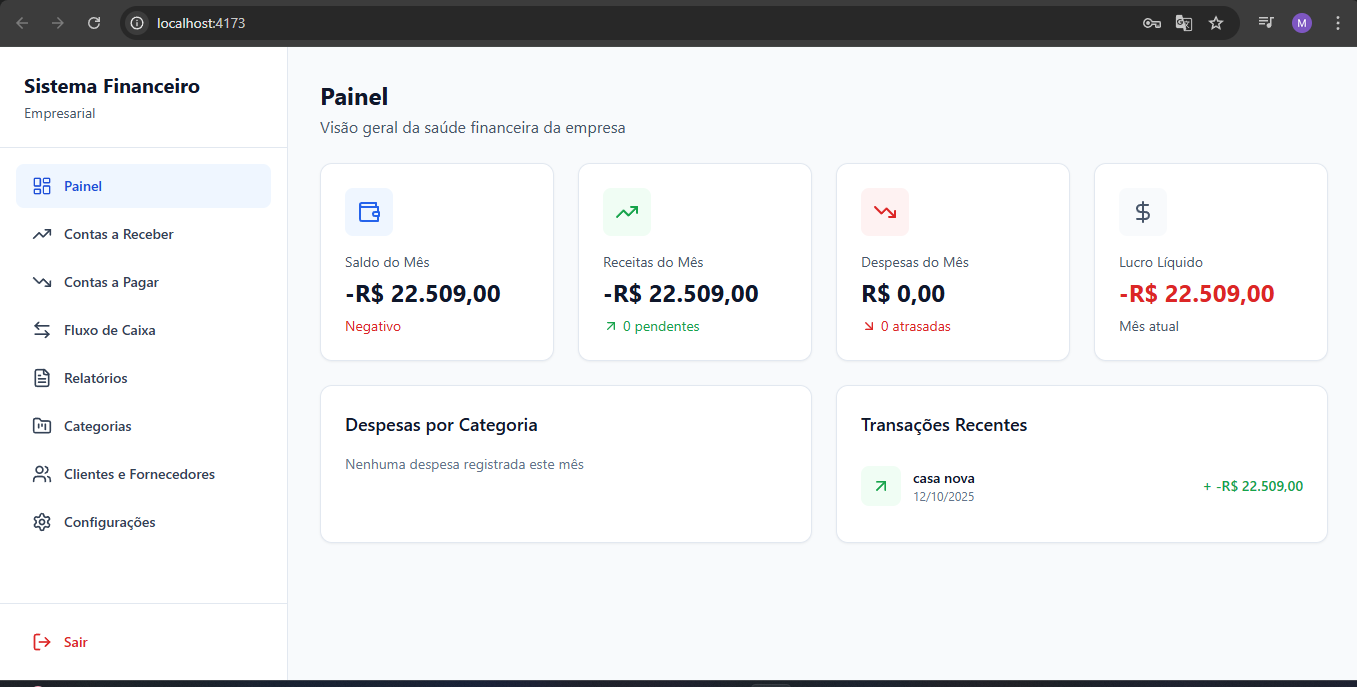 localhost:4173
M
Sistema Financeiro
Empresarial
Painel
Contas a Receber
Contas a Pagar
Fluxo de Caixa
Relatórios
Categorias
Clientes e Fornecedores
Configurações
Sair
Painel
Visão geral da saúde financeira da empresa
Saldo do Mês
-R$ 22.509,00
Negativo
Receitas do Mês
-R$ 22.509,00
0 pendentes
Despesas do Mês
R$ 0,00
0 atrasadas
Lucro Líquido
-R$ 22.509,00
Mês atual
Despesas por Categoria
Nenhuma despesa registrada este mês
Transações Recentes
casa nova
12/10/2025
+ -R$ 22.509,00